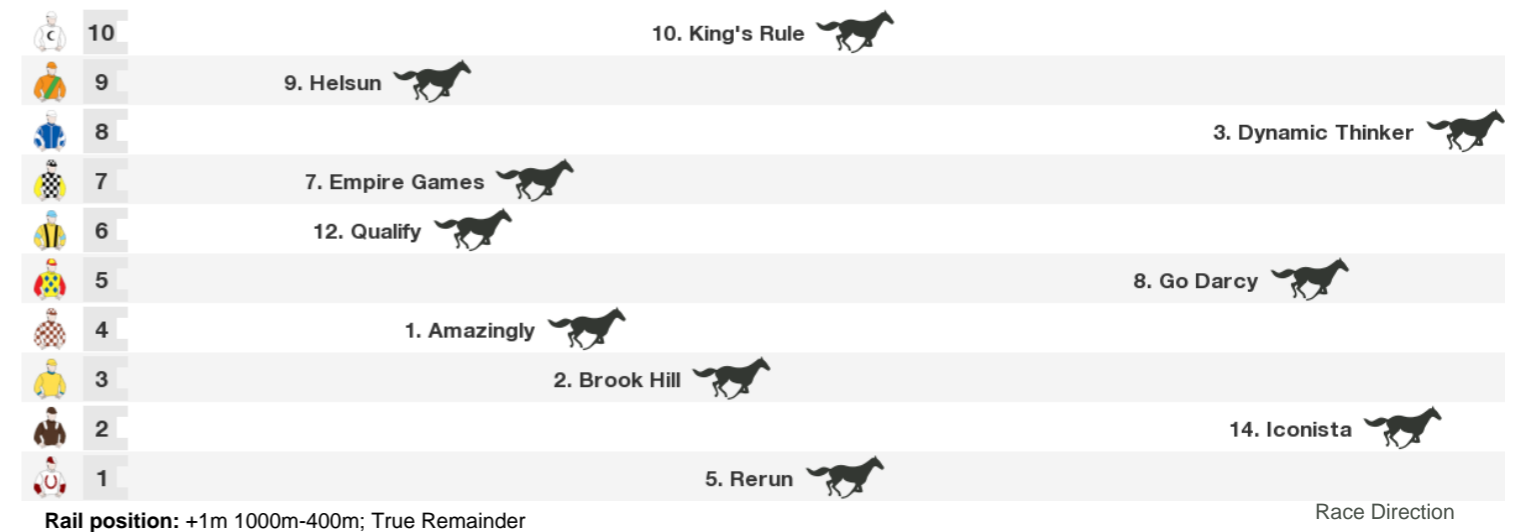 C
10 10. King's Rule
9 9. Helsun
8 3. Dynamic Thinker
7 7. Empire Games
6 12. Qualify
5 8. Go Darcy
4 1. Amazingly
3 2. Brook Hill
2 14. Iconista
1 5. Rerun
Rail position: +1m 1000m-400m; True Remainder
Race Direction